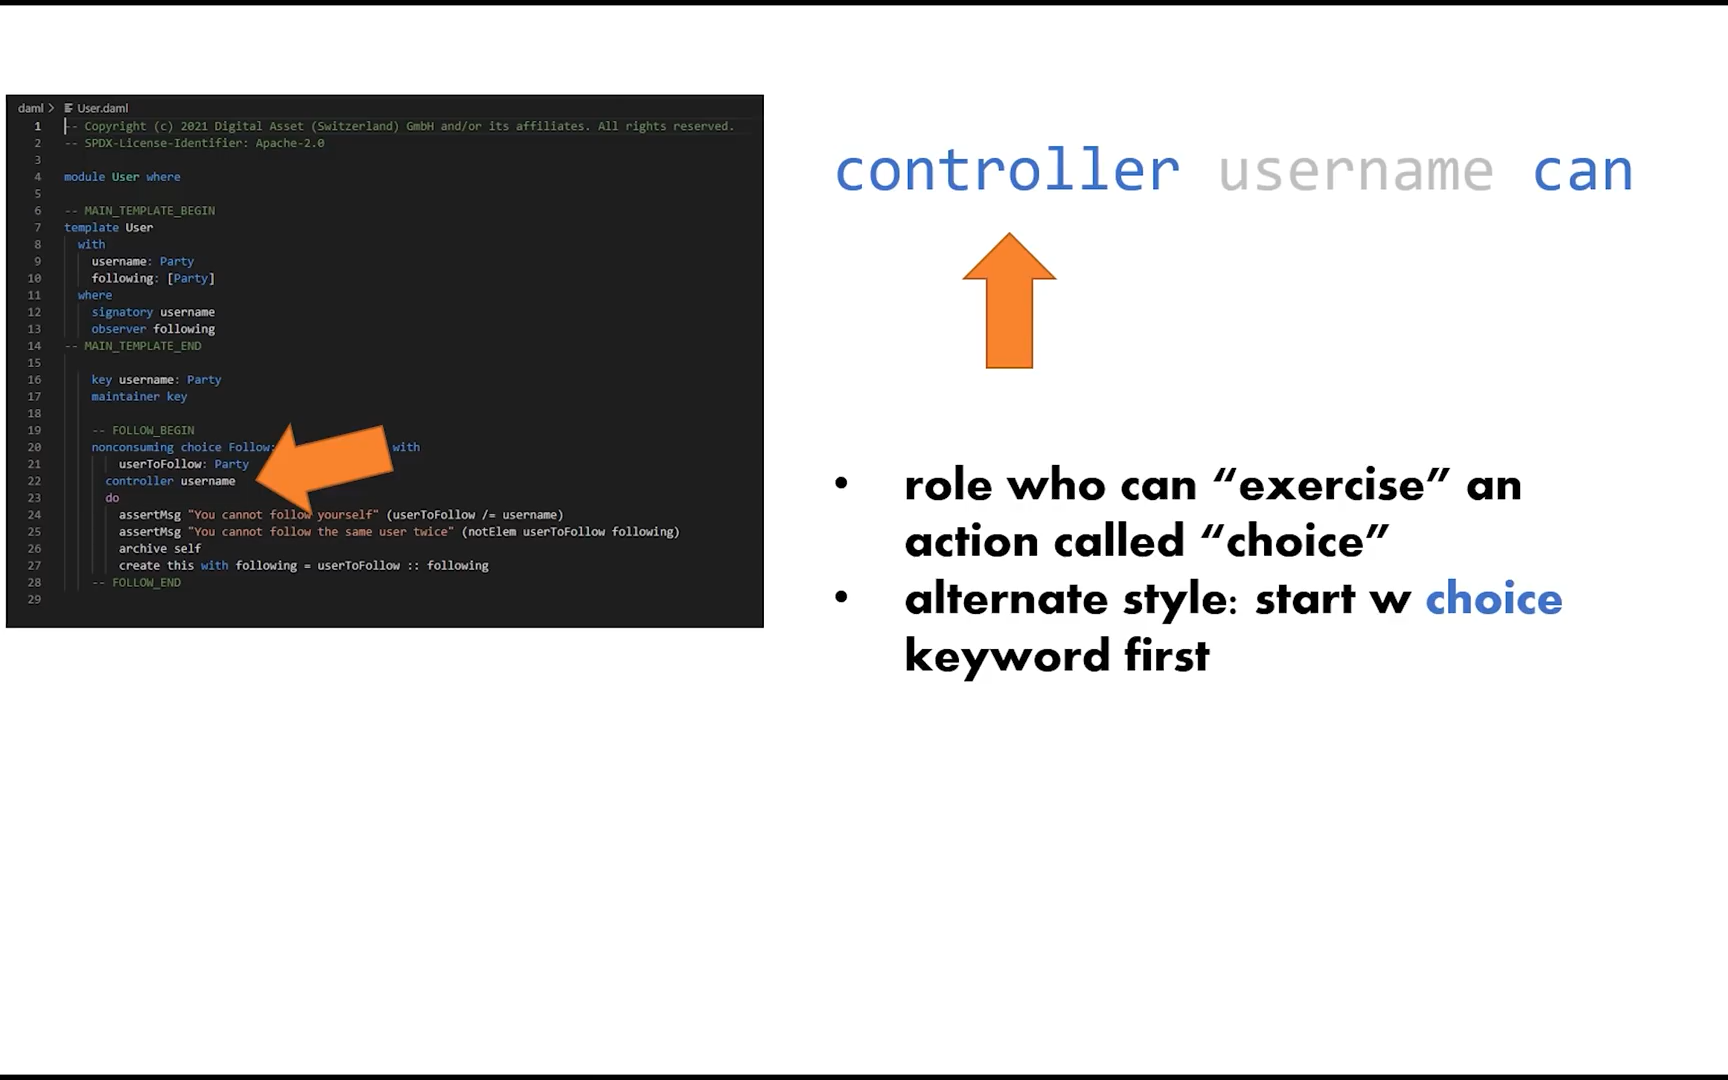 daml > User.daml
1 -- Copyright (c) 2021 Digital Asset (Switzerland) GmbH and/or its affiliates. All rights reserved.
2 -- SPDX-License-Identifier: Apache-2.0
3
4 module User where
5
6 -- MAIN_TEMPLATE_BEGIN
7 template User
8 with
9 username: Party
10 following: [Party]
11 where
12 signatory username
13 observer following
14 -- MAIN_TEMPLATE_END
15
16 key username: Party
17 maintainer key
18
19 -- FOLLOW_BEGIN
20 nonconsuming choice Follow: with
21 userToFollow: Party
22 controller username
23 do
24 assertMsg "You cannot follow yourself" (userToFollow /= username)
25 assertMsg "You cannot follow the same user twice" (notElem userToFollow following)
26 archive self
27 create this with following = userToFollow :: following
28 -- FOLLOW_END
29
controller username can
• role who can “exercise” an
action called “choice”
• alternate style: start w choice
keyword first